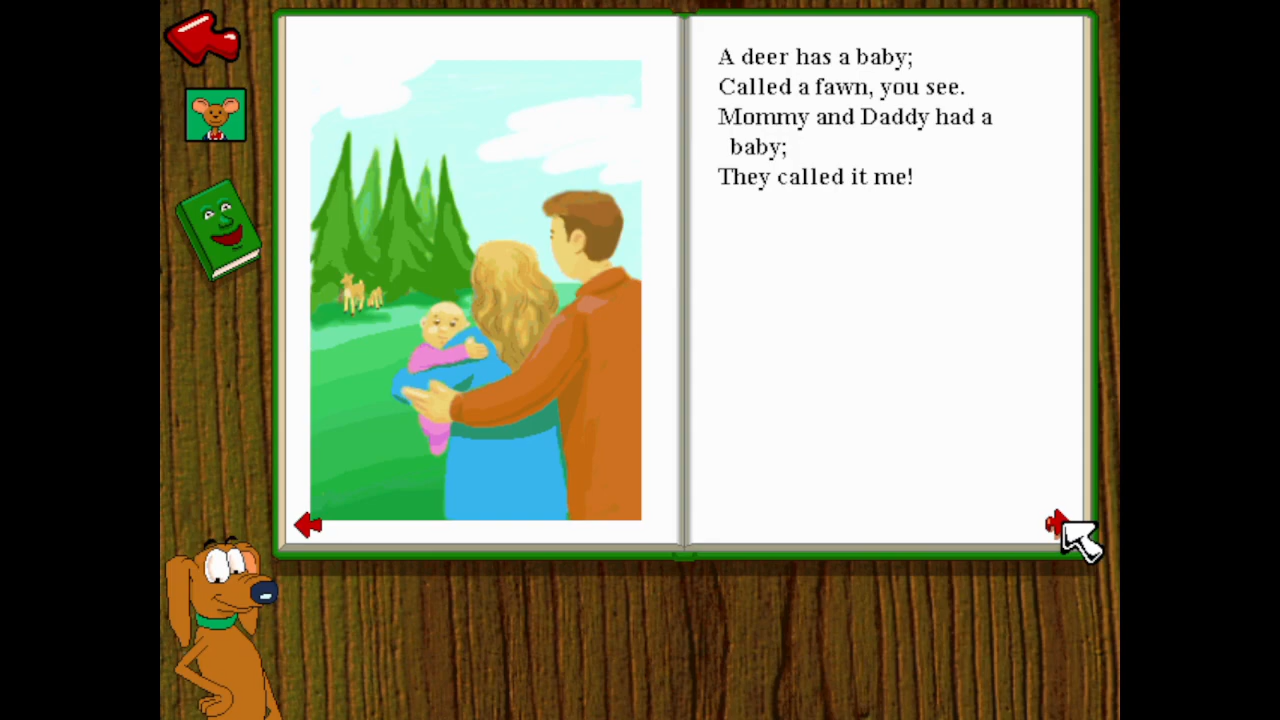 A deer has a baby;
Called a fawn, you see.
Mommy and Daddy had a
baby;
They called it me!